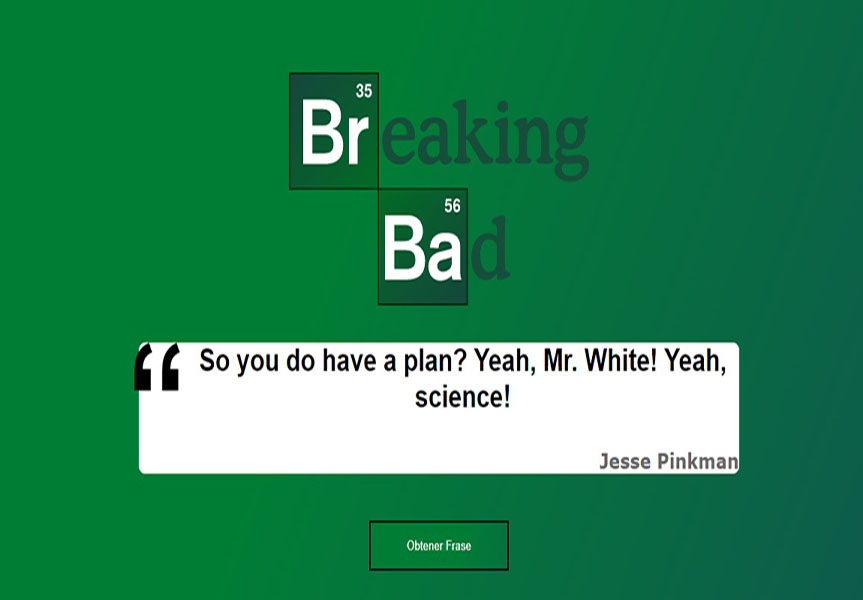 35
Breaking
56
Bad
“ So you do have a plan? Yeah, Mr. White! Yeah,
science!
Jesse Pinkman
Obtener Frase